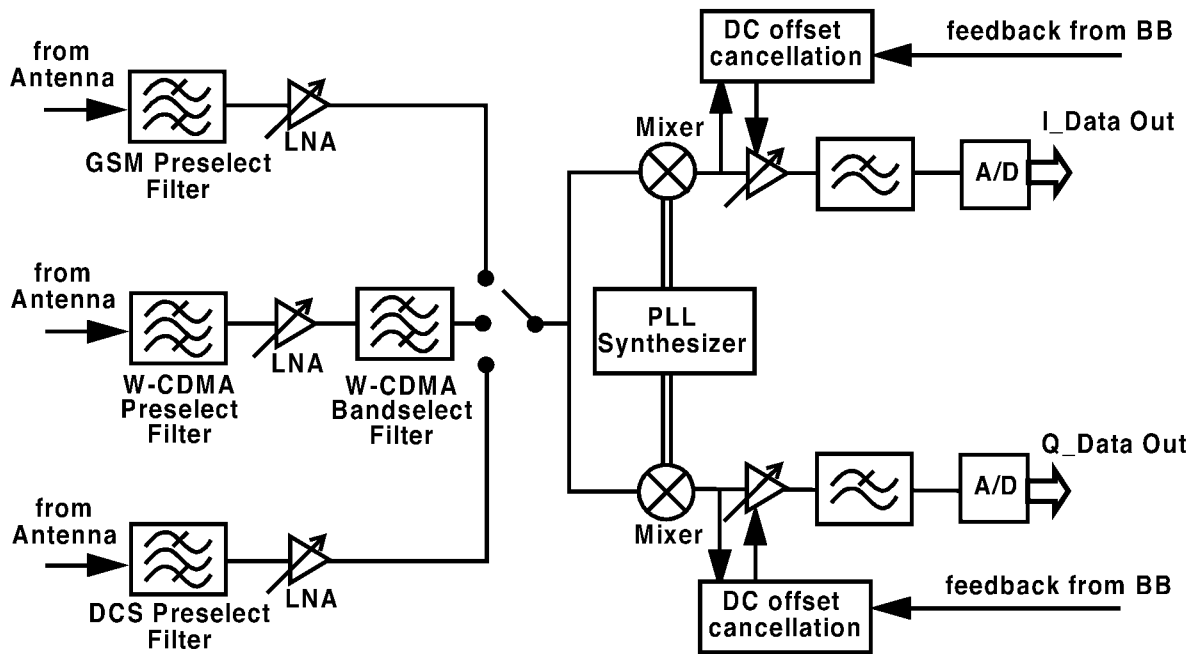 DC offset
cancellation
feedback from BB
from
Antenna
GSM Preselect
Filter
LNA
Mixer
I_Data Out
A/D
from
Antenna
W-CDMA
Preselect
Filter
LNA
W-CDMA
Bandselect
Filter
PLL
Synthesizer
Q_Data Out
A/D
Mixer
from
Antenna
DCS Preselect
Filter
LNA
DC offset
cancellation
feedback from BB